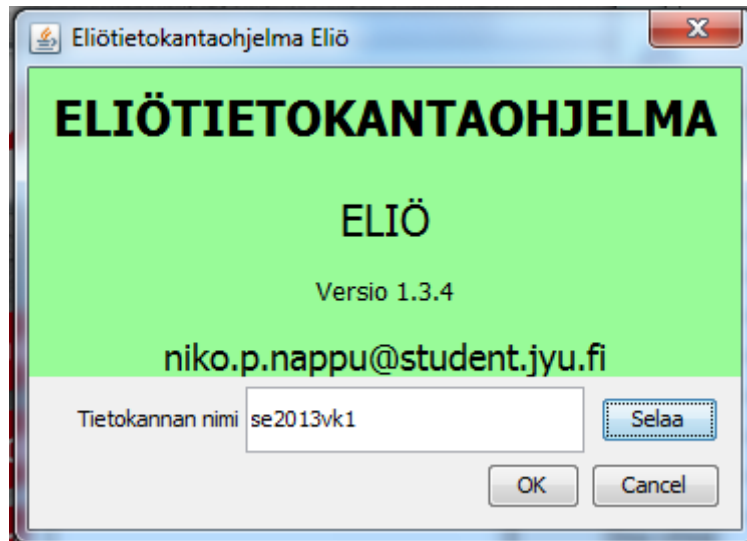 Eliötietokantaohjelma Eliö
ELIÖTIETOKANTAOHJELMA
ELIÖ
Versio 1.3.4
niko.p.nappu@student.jyu.fi
Tietokannan nimi se2013vk1 Selaa
OK Cancel